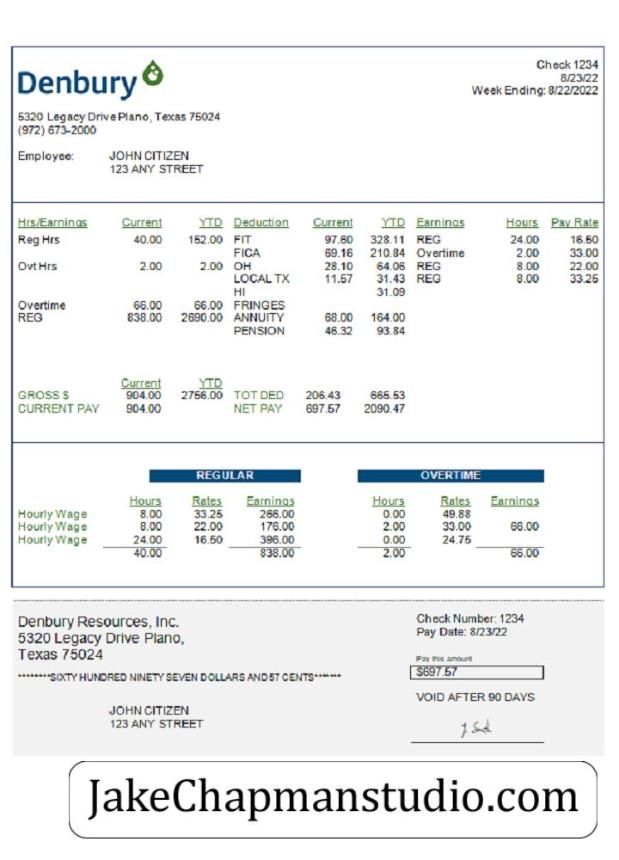 Denbury
Check 1234
8/23/22
Week Ending: 8/22/2022
5320 Legacy Drive Plano, Texas 75024
(972) 673-2000
Employee: JOHN CITIZEN
123 ANY STREET
Hrs/Earnings Current YTD Deduction Current YTD Earnings Hours Pay Rate
Reg Hrs 40.00 152.00 FIT 97.60 328.11 REG 24.00 16.50
FICA 69.16 210.84 Overtime 2.00 33.00
Ovt Hrs 2.00 2.00 OH 28.10 64.06 REG 8.00 22.00
LOCAL TX 11.57 31.43 REG 8.00 33.25
HI 31.09
Overtime 66.00 66.00 FRINGES
REG 838.00 2690.00 ANNUITY 68.00 164.00
PENSION 46.32 93.84
Current YTD
GROSS $ 904.00 2756.00 TOT DED 206.43 665.53
CURRENT PAY 904.00 NET PAY 697.57 2090.47
REGULAR OVERTIME
Hours Rates Earnings Hours Rates Earnings
Hourly Wage 8.00 33.25 266.00 0.00 49.88
Hourly Wage 8.00 22.00 176.00 2.00 33.00 66.00
Hourly Wage 24.00 16.50 396.00 0.00 24.75
40.00 838.00 2.00 66.00
Denbury Resources, Inc.
5320 Legacy Drive Plano,
Texas 75024
Check Number: 1234
Pay Date: 8/23/22
Pay this amount
$697.57
********SIXTY HUNDRED NINETY SEVEN DOLLARS AND 57 CENTS*******
VOID AFTER 90 DAYS
JOHN CITIZEN
123 ANY STREET
J. Smith
JakeChapmanstudio.com